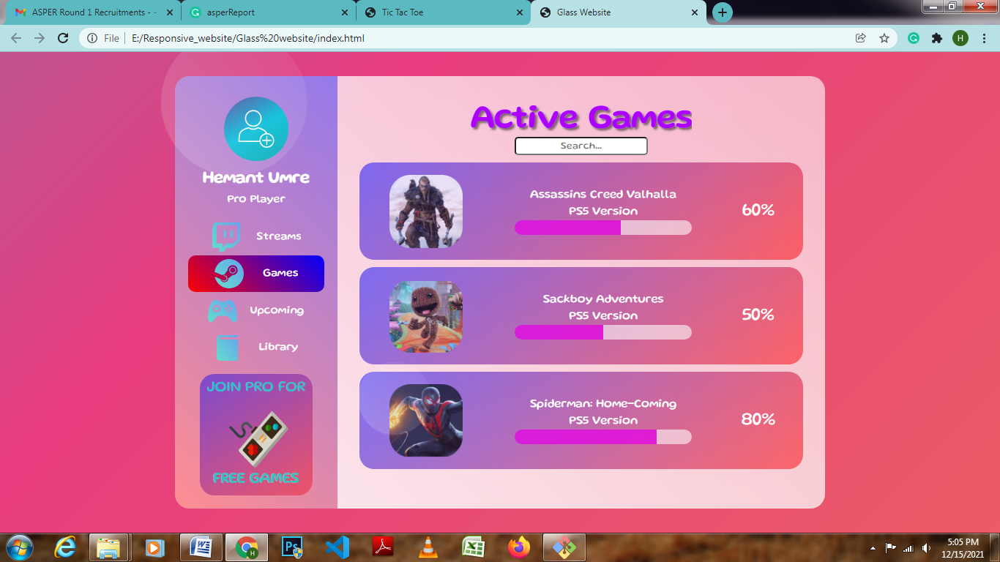 ASPER Round 1 Recruitments - -
asperReport
Tic Tac Toe
Glass Website
File
E:/Responsive_website/Glass%20website/index.html
H
Hemant Umre
Pro Player
Streams
Games
Upcoming
Library
JOIN PRO FOR
FREE GAMES
Active Games
Search...
Assassins Creed Valhalla
PS5 Version
60%
Sackboy Adventures
PS5 Version
50%
Spiderman: Home-Coming
PS5 Version
80%
H
Ps
5:05 PM
12/15/2021